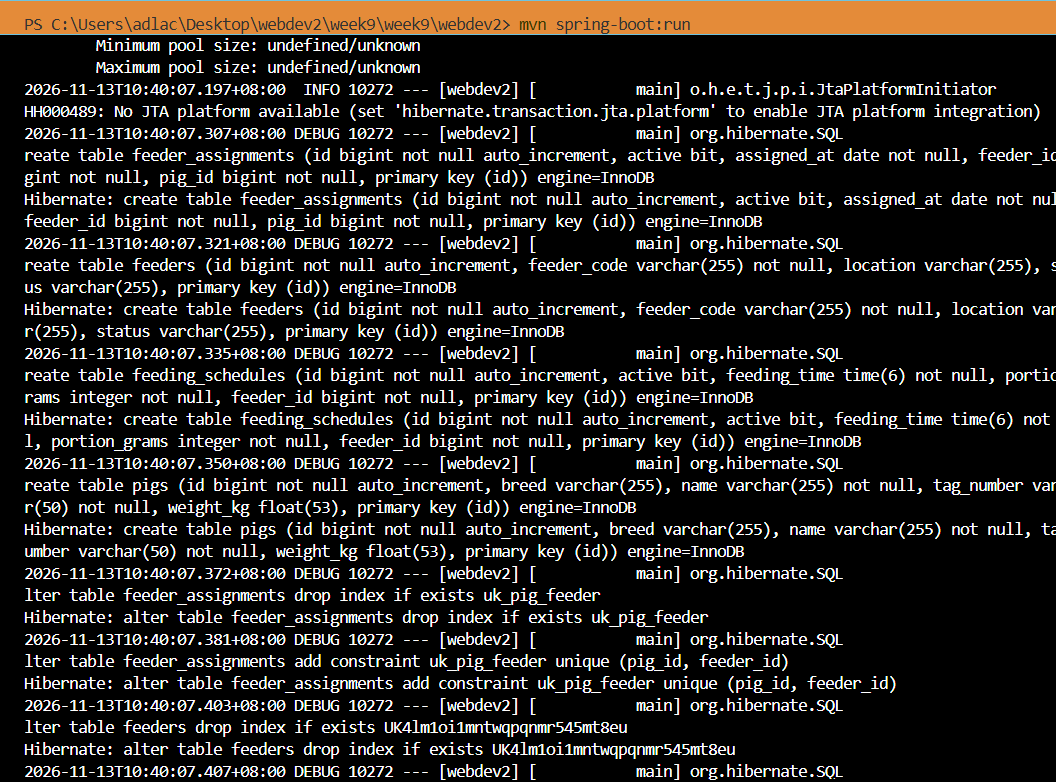 PS C:\Users\adlac\Desktop\webdev2\week9\week9\webdev2> mvn spring-boot:run
Minimum pool size: undefined/unknown
Maximum pool size: undefined/unknown
2026-11-13T10:40:07.197+08:00  INFO 10272 --- [webdev2] [           main] o.h.e.t.j.p.i.JtaPlatformInitiator
HH000489: No JTA platform available (set 'hibernate.transaction.jta.platform' to enable JTA platform integration)
2026-11-13T10:40:07.307+08:00 DEBUG 10272 --- [webdev2] [           main] org.hibernate.SQL
reate table feeder_assignments (id bigint not null auto_increment, active bit, assigned_at date not null, feeder_id
gint not null, pig_id bigint not null, primary key (id)) engine=InnoDB
Hibernate: create table feeder_assignments (id bigint not null auto_increment, active bit, assigned_at date not nul
feeder_id bigint not null, pig_id bigint not null, primary key (id)) engine=InnoDB
2026-11-13T10:40:07.321+08:00 DEBUG 10272 --- [webdev2] [           main] org.hibernate.SQL
reate table feeders (id bigint not null auto_increment, feeder_code varchar(255) not null, location varchar(255), s
us varchar(255), primary key (id)) engine=InnoDB
Hibernate: create table feeders (id bigint not null auto_increment, feeder_code varchar(255) not null, location var
r(255), status varchar(255), primary key (id)) engine=InnoDB
2026-11-13T10:40:07.335+08:00 DEBUG 10272 --- [webdev2] [           main] org.hibernate.SQL
reate table feeding_schedules (id bigint not null auto_increment, active bit, feeding_time time(6) not null, portio
rams integer not null, feeder_id bigint not null, primary key (id)) engine=InnoDB
Hibernate: create table feeding_schedules (id bigint not null auto_increment, active bit, feeding_time time(6) not
l, portion_grams integer not null, feeder_id bigint not null, primary key (id)) engine=InnoDB
2026-11-13T10:40:07.350+08:00 DEBUG 10272 --- [webdev2] [           main] org.hibernate.SQL
reate table pigs (id bigint not null auto_increment, breed varchar(255), name varchar(255) not null, tag_number var
r(50) not null, weight_kg float(53), primary key (id)) engine=InnoDB
Hibernate: create table pigs (id bigint not null auto_increment, breed varchar(255), name varchar(255) not null, ta
umber varchar(50) not null, weight_kg float(53), primary key (id)) engine=InnoDB
2026-11-13T10:40:07.372+08:00 DEBUG 10272 --- [webdev2] [           main] org.hibernate.SQL
lter table feeder_assignments drop index if exists uk_pig_feeder
Hibernate: alter table feeder_assignments drop index if exists uk_pig_feeder
2026-11-13T10:40:07.381+08:00 DEBUG 10272 --- [webdev2] [           main] org.hibernate.SQL
lter table feeder_assignments add constraint uk_pig_feeder unique (pig_id, feeder_id)
Hibernate: alter table feeder_assignments add constraint uk_pig_feeder unique (pig_id, feeder_id)
2026-11-13T10:40:07.403+08:00 DEBUG 10272 --- [webdev2] [           main] org.hibernate.SQL
lter table feeders drop index if exists UK4lm1oi1mntwqpqnmr545mt8eu
Hibernate: alter table feeders drop index if exists UK4lm1oi1mntwqpqnmr545mt8eu
2026-11-13T10:40:07.407+08:00 DEBUG 10272 --- [webdev2] [           main] org.hibernate.SQL